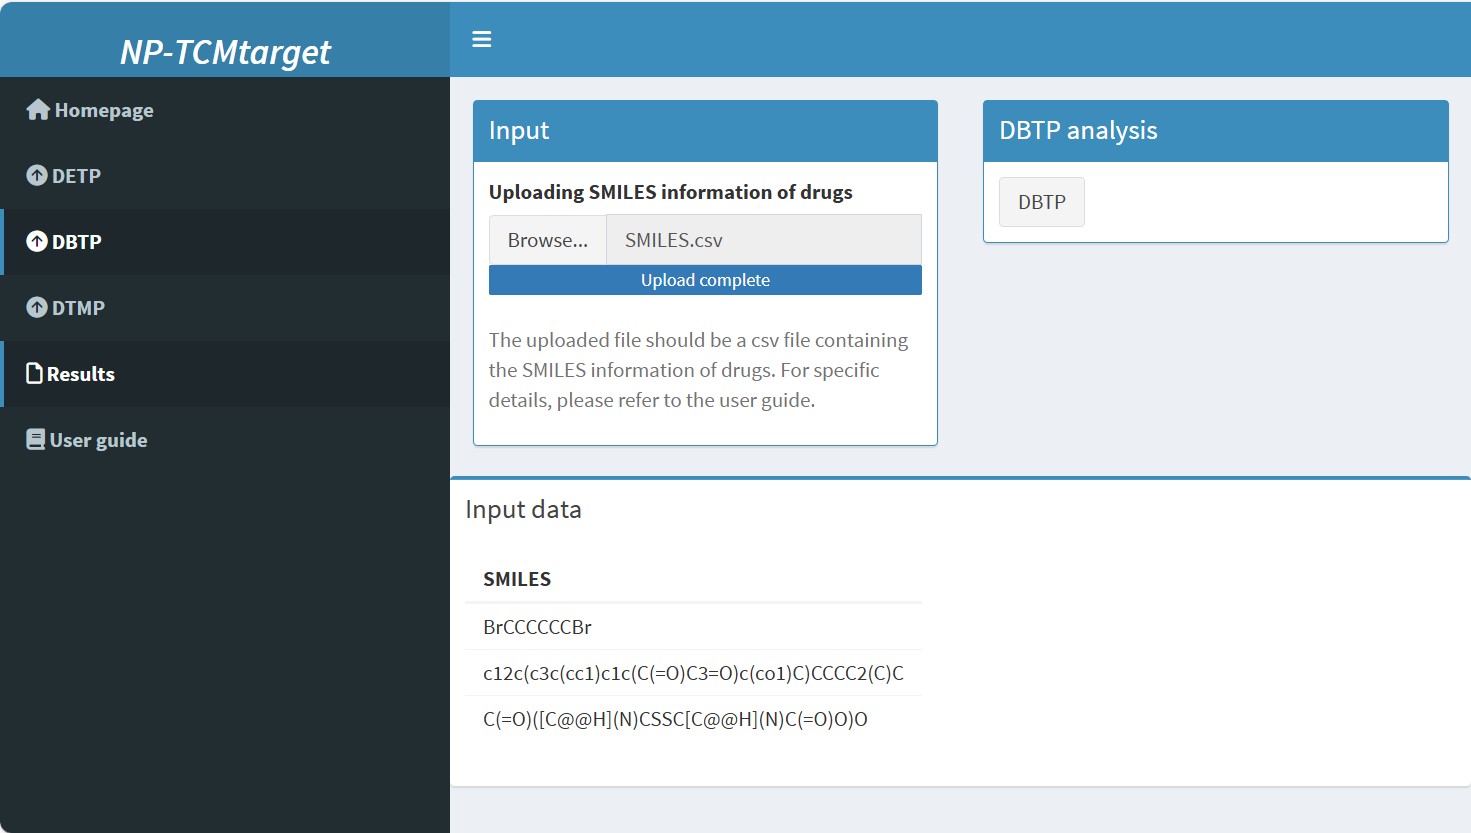 NP-TCMtarget
Homepage
DETP
DBTP
DTMP
Results
User guide
Input
Uploading SMILES information of drugs
Browse... SMILES.csv
Upload complete
The uploaded file should be a csv file containing
the SMILES information of drugs. For specific
details, please refer to the user guide.
DBTP analysis
DBTP
Input data
SMILES
BrCCCCCCBr
c12c(c3c(cc1)c1c(C(=O)C3=O)c(co1)C)CCCC2(C)C
C(=O)([C@@H](N)CSSC[C@@H](N)C(=O)O)O